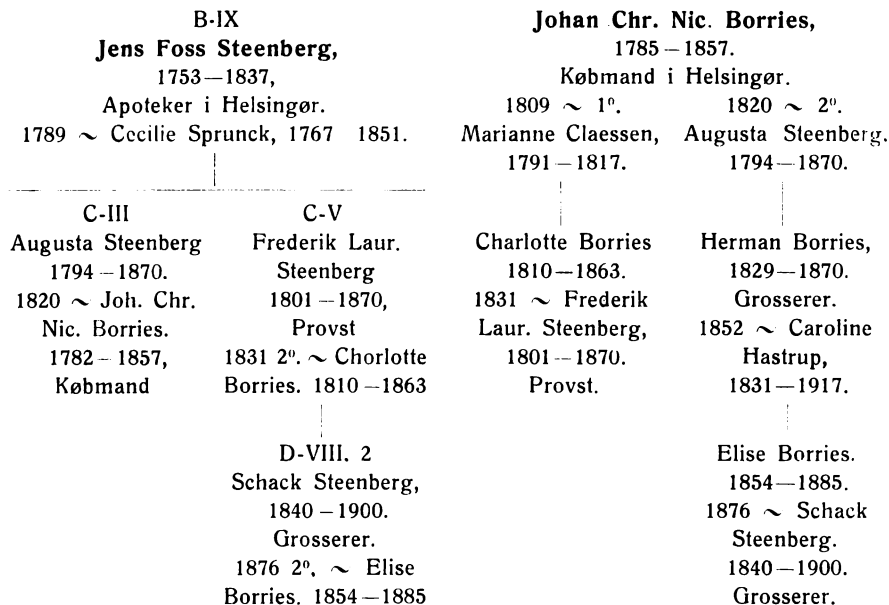 B-IX
Jens Foss Steenberg,
1753—1837,
Apoteker i Helsingør.
1789 ~ Cecilie Sprunck, 1767 1851.
C-III
Augusta Steenberg
1794–1870.
1820 ~ Joh. Chr.
Nic. Borries.
1782–1857,
Købmand
C-V
Frederik Laur.
Steenberg
1801–1870,
Provst
1831 2º. ~ Chorlotte
Borries. 1810–1863
D-VIII. 2
Schack Steenberg,
1840–1900.
Grosserer.
1876 2º, ~ Elise
Borries. 1854—1885
Johan Chr. Nic. Borries,
1785–1857.
Købmand i Helsingør.
1809 ~ 1º.
Marianne Claessen,
1791–1817.
1820 ~ 2º.
Augusta Steenberg.
1794–1870.
Charlotte Borries
1810—1863.
1831 ~ Frederik
Laur. Steenberg,
1801–1870.
Provst.
Herman Borries,
1829–1870.
Grosserer.
1852 ~ Caroline
Hastrup,
1831–1917.
Elise Borries.
1854—1885.
1876 ~ Schack
Steenberg.
1840—1900.
Grosserer.